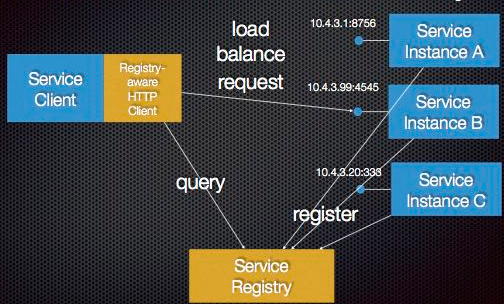 load
balance
request
10.4.3.1:8756
Service
Instance A
Service
Client
Registry-
aware
HTTP
Client
10.4.3.99:4545
Service
Instance B
10.4.3.20:333
Service
Instance C
query
register
Service
Registry